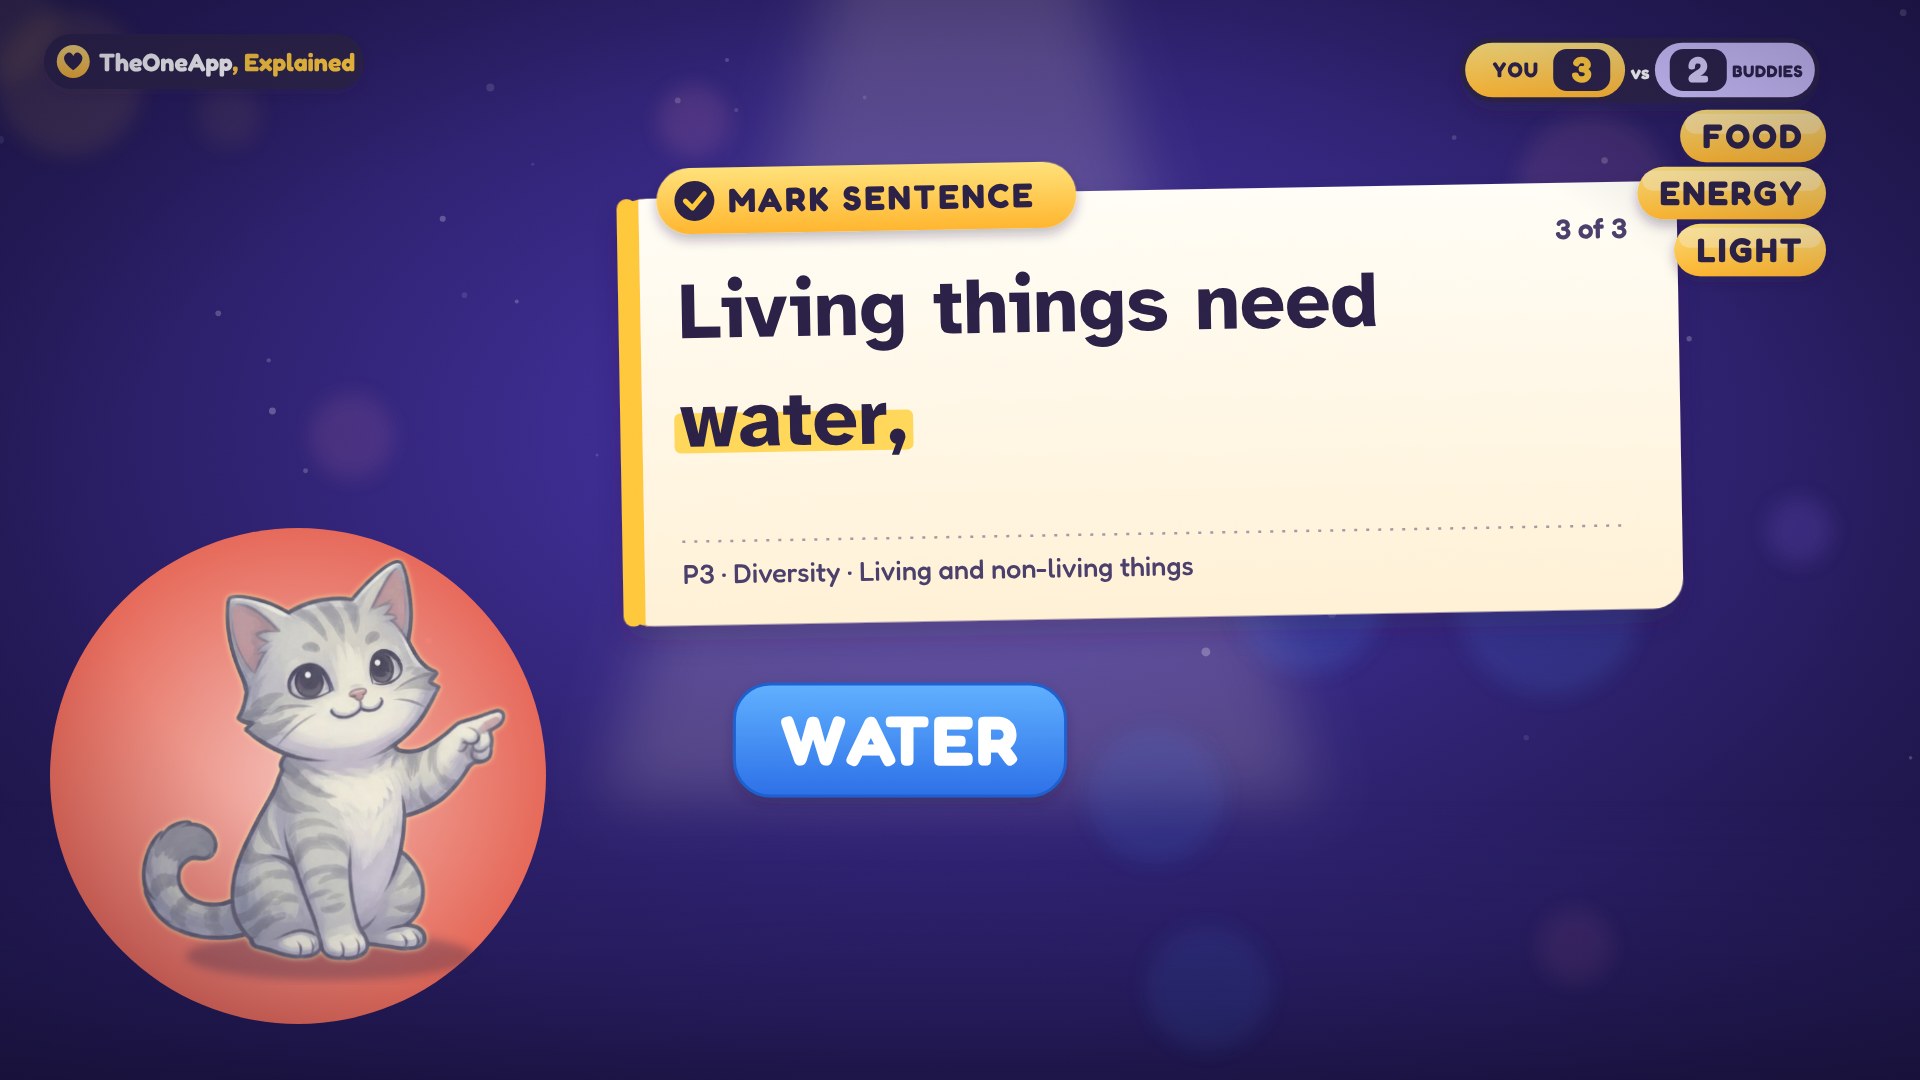 TheOneApp, Explained
YOU 3 vs 2 BUDDIES
FOOD
ENERGY
LIGHT
MARK SENTENCE
3 of 3
Living things need
water,
P3 · Diversity · Living and non-living things
WATER